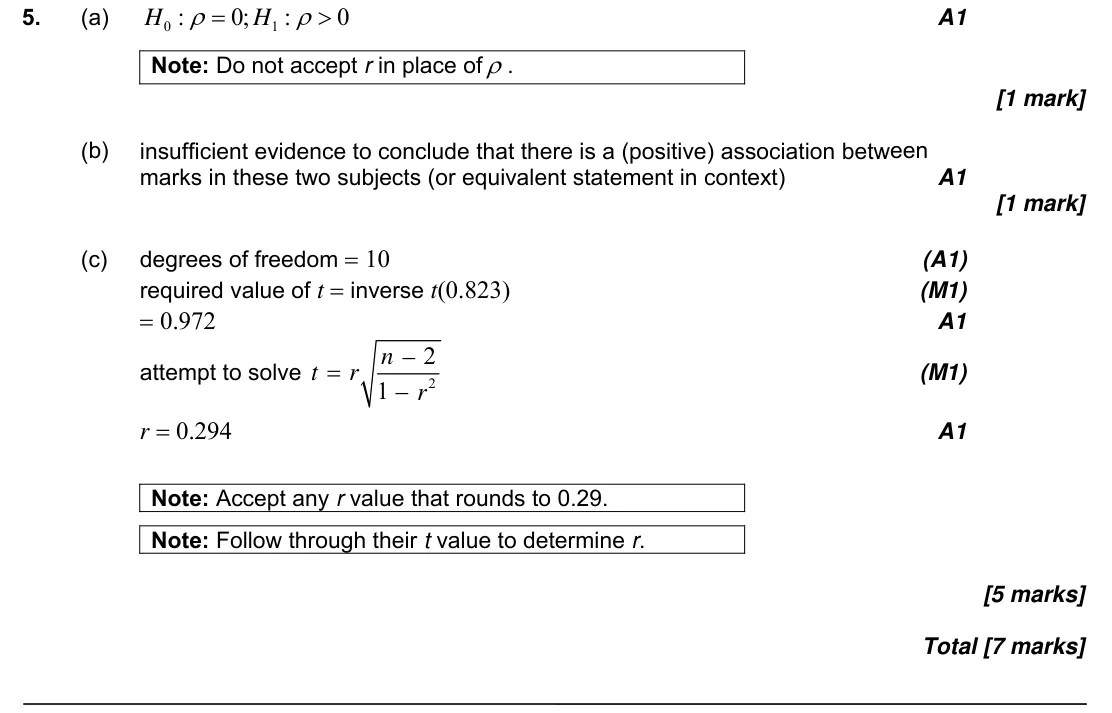 5. (a) H₀ : ρ = 0; H₁ : ρ > 0 A1
Note: Do not accept r in place of ρ .
[1 mark]
(b) insufficient evidence to conclude that there is a (positive) association between
marks in these two subjects (or equivalent statement in context) A1
[1 mark]
(c) degrees of freedom = 10 (A1)
required value of t = inverse t(0.823) (M1)
= 0.972 A1
attempt to solve t = r√((n – 2)/(1 – r²)) (M1)
r = 0.294 A1
Note: Accept any r value that rounds to 0.29.
Note: Follow through their t value to determine r.
[5 marks]
Total [7 marks]